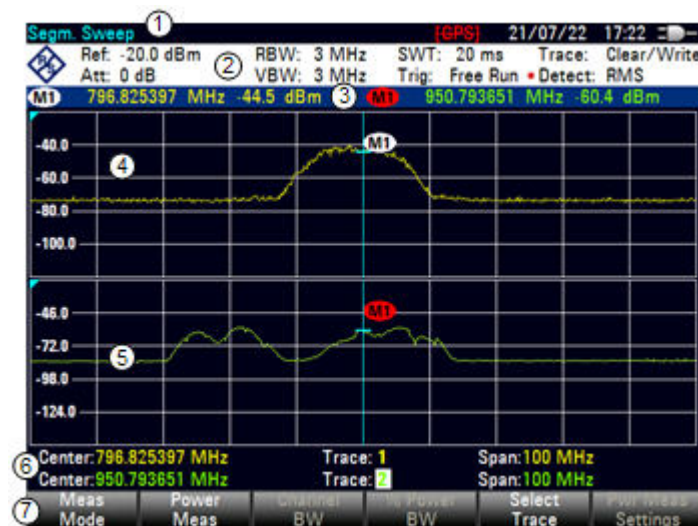 Segm. Sweep 1 [GPS] 21/07/22 17:22
Ref: -20.0 dBm RBW: 3 MHz SWT: 20 ms Trace: Clear/Write
Att: 0 dB 2 VBW: 3 MHz Trig: Free Run Detect: RMS
M1 796.825397 MHz -44.5 dBm 3 M1 950.793651 MHz -60.4 dBm
M1
-40.0
4
-60.0
-80.0
-100.0
M1
-46.0
-72.0
5
-98.0
-124.0
6
Center:796.825397 MHz Trace: 1 Span:100 MHz
Center:950.793651 MHz Trace: 2 Span:100 MHz
7
Meas Mode
Power Meas
Channel BW
% Power BW
Select Trace
Settings